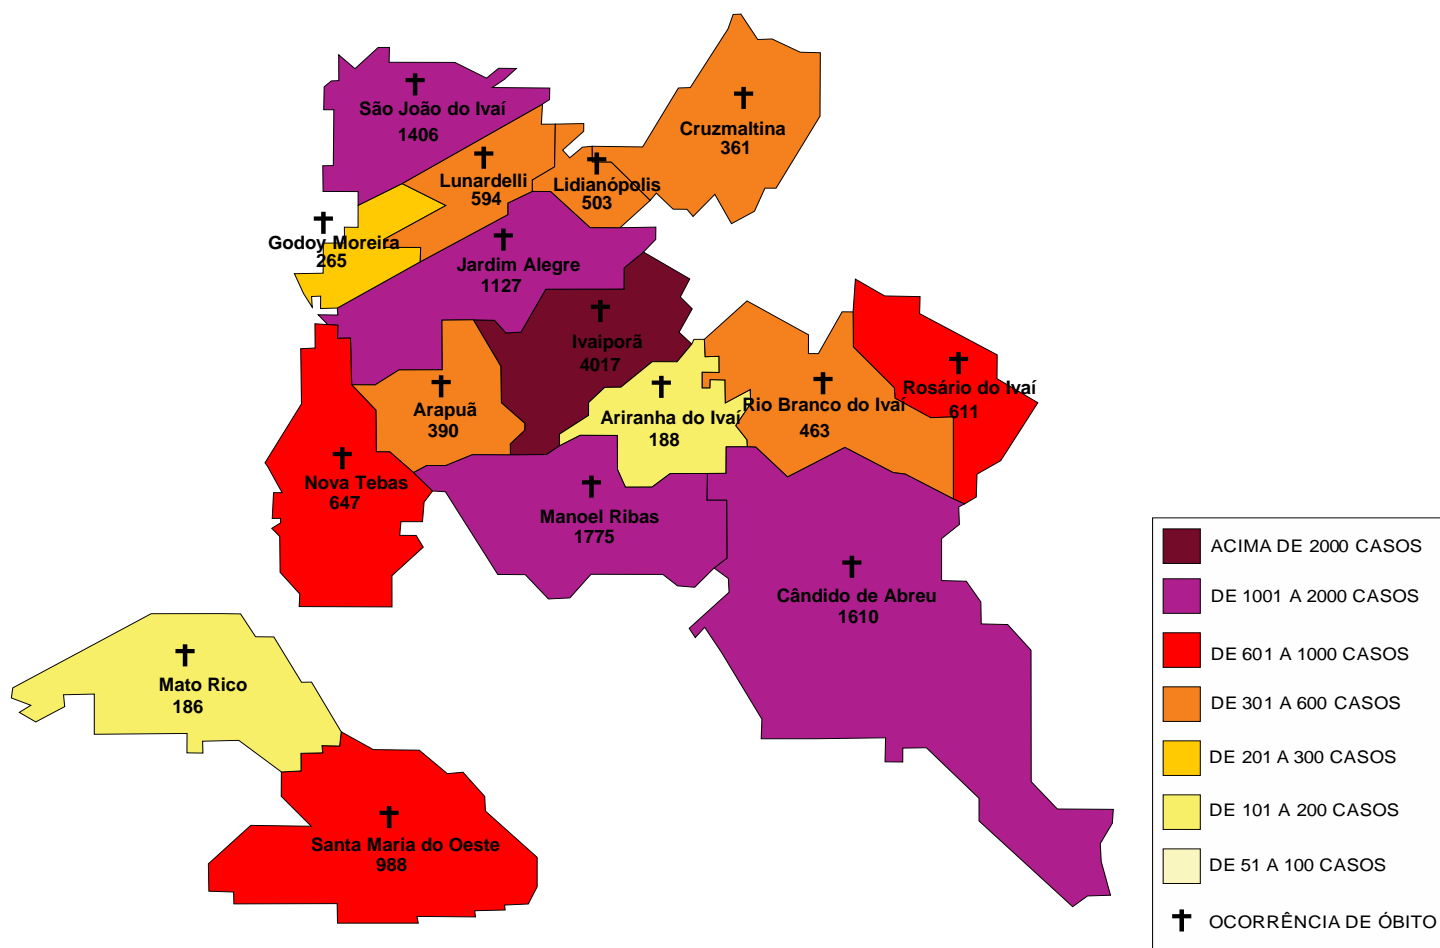 São João do Ivaí
1406
Cruzmaltina
361
Lunardelli
594
Lidianópolis
503
Godoy Moreira
265
Jardim Alegre
1127
Ivaiporã
4017
Rosário do Ivaí
611
Arapuã
390
Ariranha do Ivaí
188
Rio Branco do Ivaí
463
Nova Tebas
647
Manoel Ribas
1775
Cândido de Abreu
1610
Mato Rico
186
Santa Maria do Oeste
988
ACIMA DE 2000 CASOS
DE 1001 A 2000 CASOS
DE 601 A 1000 CASOS
DE 301 A 600 CASOS
DE 201 A 300 CASOS
DE 101 A 200 CASOS
DE 51 A 100 CASOS
OCORRÊNCIA DE ÓBITO